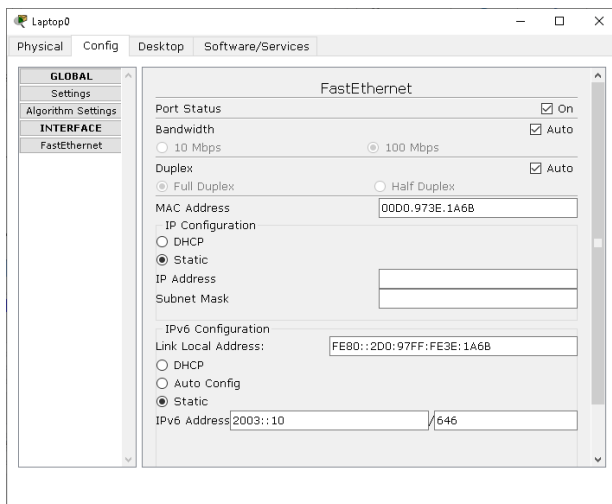 Laptop0
Physical Config Desktop Software/Services
GLOBAL
Settings
Algorithm Settings
INTERFACE
FastEthernet
FastEthernet
Port Status On
Bandwidth Auto
10 Mbps 100 Mbps
Duplex Auto
Full Duplex Half Duplex
MAC Address 00D0.973E.1A6B
IP Configuration
DHCP
Static
IP Address
Subnet Mask
IPv6 Configuration
Link Local Address: FE80::2D0:97FF:FE3E:1A6B
DHCP
Auto Config
Static
IPv6 Address 2003::10 / 646